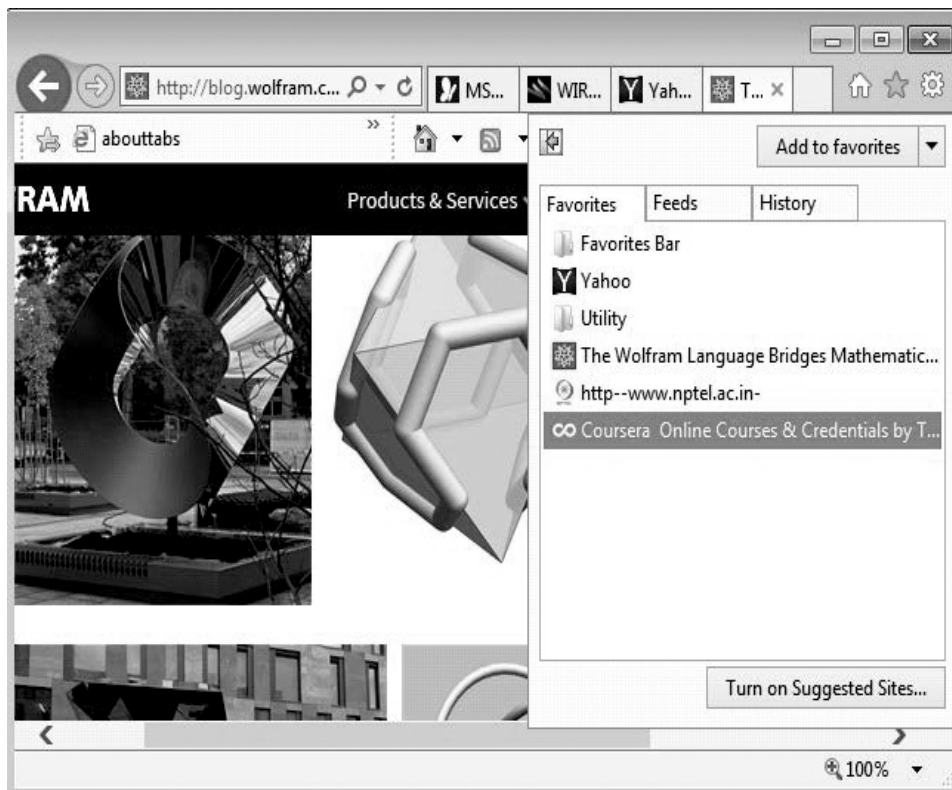 http://blog.wolfram.c...
MS...
WIR...
Yah...
T...
abouttabs
Add to favorites
RAM
Products & Services
Favorites
Feeds
History
Favorites Bar
Yahoo
Utility
The Wolfram Language Bridges Mathematic...
http--www.nptel.ac.in-
Coursera Online Courses & Credentials by T...
Turn on Suggested Sites...
100%